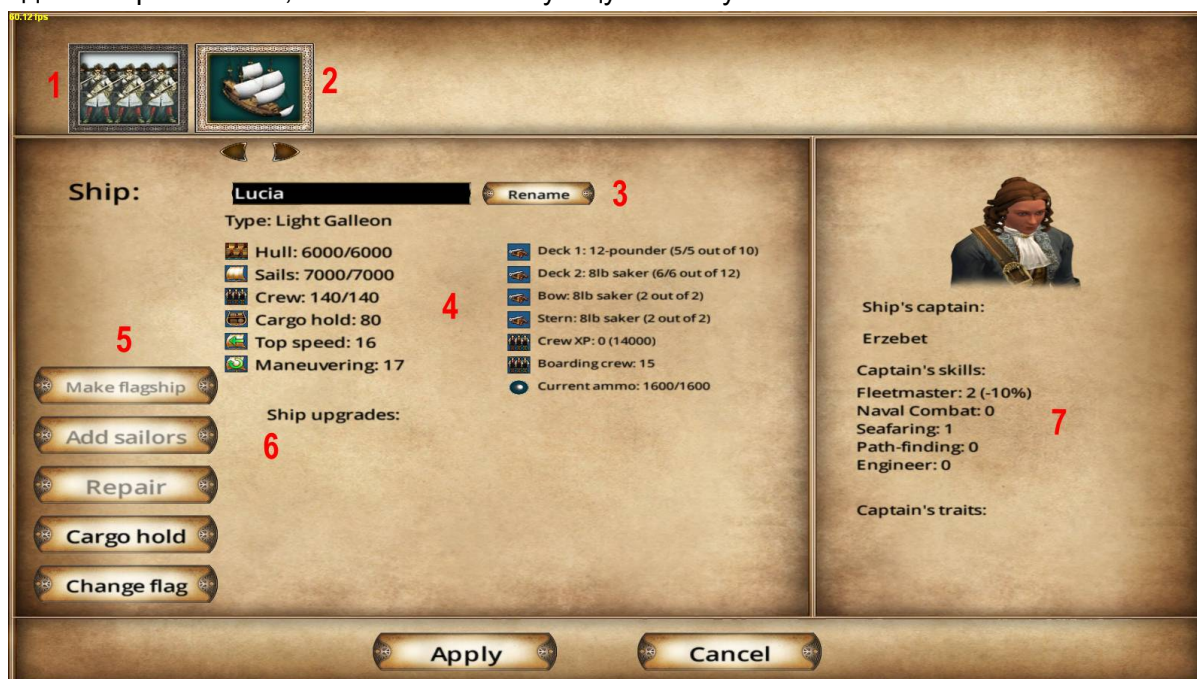 60.121fps
1
2
Ship:
Lucia
Rename
3
Type: Light Galleon
Hull: 6000/6000
Sails: 7000/7000
Crew: 140/140
Cargo hold: 80
Top speed: 16
Maneuvering: 17
4
Deck 1: 12-pounder (5/5 out of 10)
Deck 2: 8lb saker (6/6 out of 12)
Bow: 8lb saker (2 out of 2)
Stern: 8lb saker (2 out of 2)
Crew XP: 0 (14000)
Boarding crew: 15
Current ammo: 1600/1600
5
Make flagship
Add sailors
Repair
Cargo hold
Change flag
Ship upgrades:
6
Ship's captain:
Erzebet
Captain's skills:
Fleetmaster: 2 (-10%)
Naval Combat: 0
Seafaring: 1
Path-finding: 0
Engineer: 0
7
Captain's traits:
Apply
Cancel